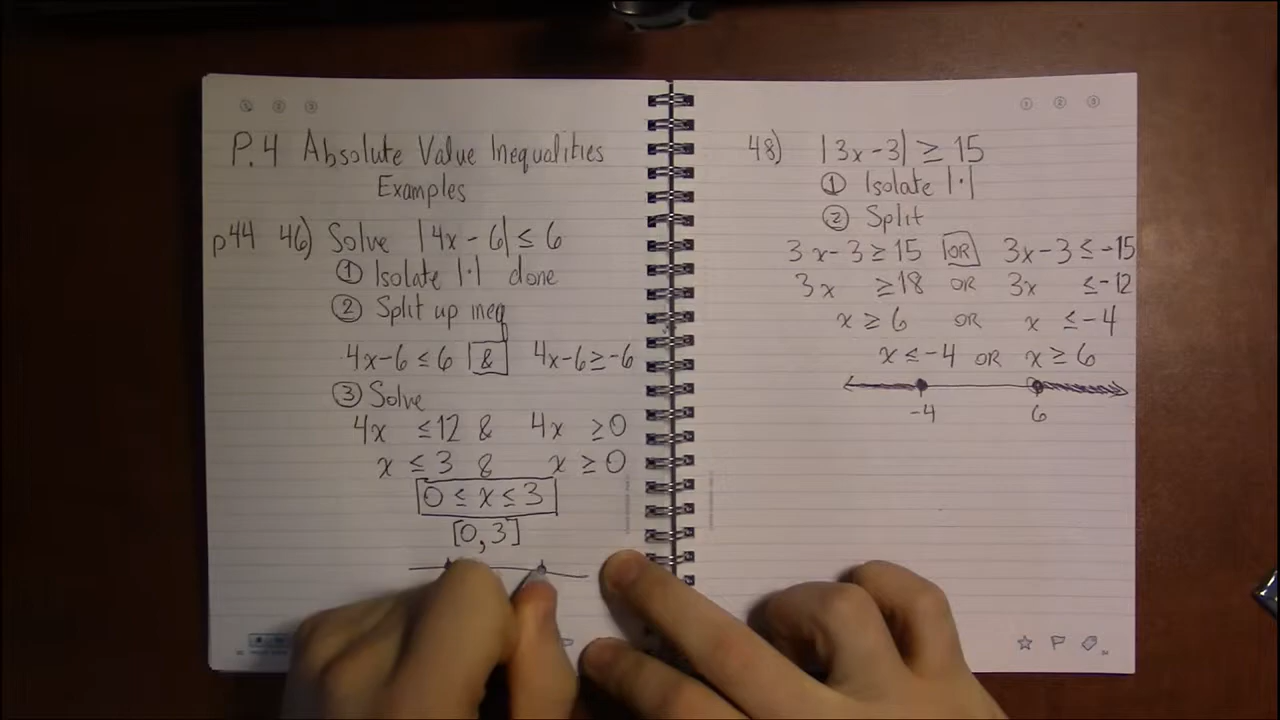 P.4 Absolute Value Inequalities
Examples
p44 46) Solve |4x - 6| ≤ 6
① Isolate |·| done
② Split up ineq
4x-6 ≤ 6 & 4x-6 ≥ -6
③ Solve
4x ≤ 12 & 4x ≥ 0
x ≤ 3 & x ≥ 0
0 ≤ x ≤ 3
[0, 3]
48) |3x - 3| ≥ 15
① Isolate |·|
② Split
3x-3 ≥ 15 OR 3x-3 ≤ -15
3x ≥ 18 OR 3x ≤ -12
x ≥ 6 OR x ≤ -4
x ≤ -4 OR x ≥ 6
-4 6